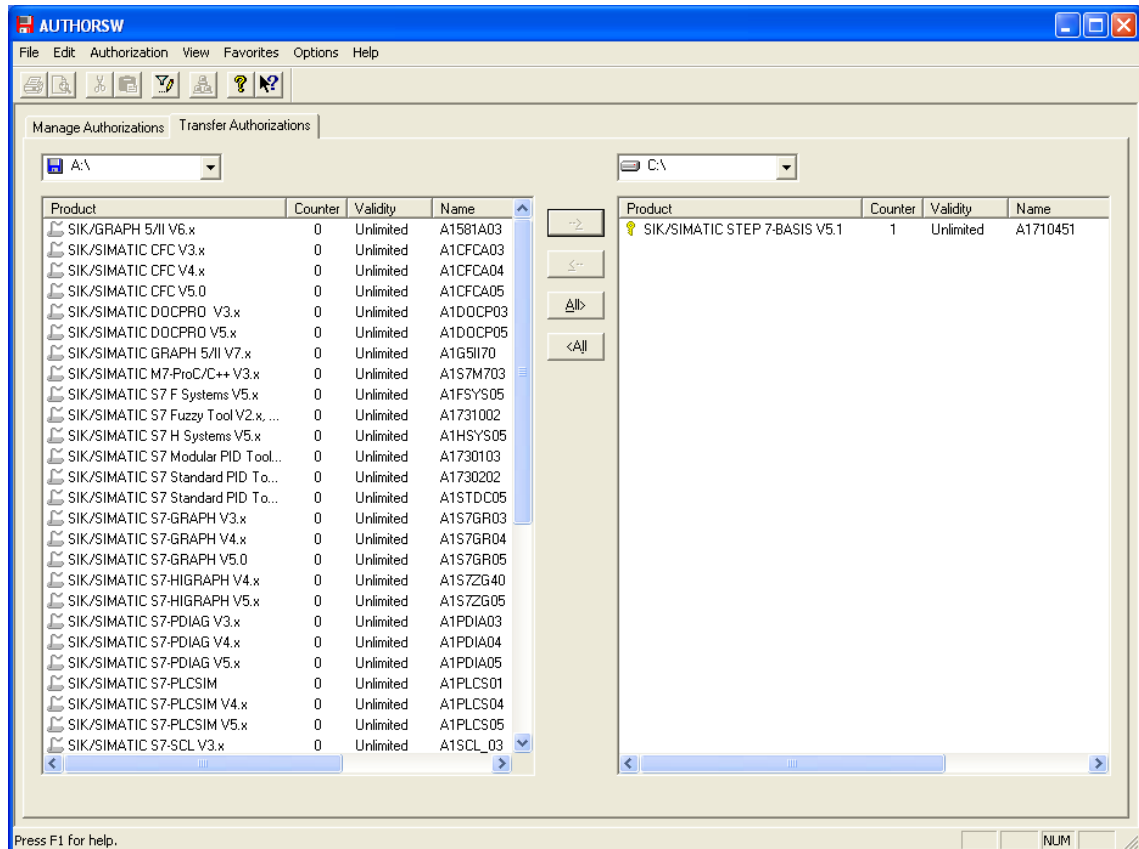 AUTHORSW
File Edit Authorization View Favorites Options Help
Manage Authorizations Transfer Authorizations
A:\ C:\
Product Counter Validity Name
SIK/GRAPH 5/II V6.x 0 Unlimited A1581A03
SIK/SIMATIC CFC V3.x 0 Unlimited A1CFCA03
SIK/SIMATIC CFC V4.x 0 Unlimited A1CFCA04
SIK/SIMATIC CFC V5.0 0 Unlimited A1CFCA05
SIK/SIMATIC DOCPRO V3.x 0 Unlimited A1DOCP03
SIK/SIMATIC DOCPRO V5.x 0 Unlimited A1DOCP05
SIK/SIMATIC GRAPH 5/II V7.x 0 Unlimited A1G5II70
SIK/SIMATIC M7-ProC/C++ V3.x 0 Unlimited A1S7M703
SIK/SIMATIC S7 F Systems V5.x 0 Unlimited A1FSYS05
SIK/SIMATIC S7 Fuzzy Tool V2.x, ... 0 Unlimited A1731002
SIK/SIMATIC S7 H Systems V5.x 0 Unlimited A1HSYS05
SIK/SIMATIC S7 Modular PID Tool... 0 Unlimited A1730103
SIK/SIMATIC S7 Standard PID To... 0 Unlimited A1730202
SIK/SIMATIC S7 Standard PID To... 0 Unlimited A1STDC05
SIK/SIMATIC S7-GRAPH V3.x 0 Unlimited A1S7GR03
SIK/SIMATIC S7-GRAPH V4.x 0 Unlimited A1S7GR04
SIK/SIMATIC S7-GRAPH V5.0 0 Unlimited A1S7GR05
SIK/SIMATIC S7-HIGRAPH V4.x 0 Unlimited A1S7ZG40
SIK/SIMATIC S7-HIGRAPH V5.x 0 Unlimited A1S7ZG05
SIK/SIMATIC S7-PDIAG V3.x 0 Unlimited A1PDIA03
SIK/SIMATIC S7-PDIAG V4.x 0 Unlimited A1PDIA04
SIK/SIMATIC S7-PDIAG V5.x 0 Unlimited A1PDIA05
SIK/SIMATIC S7-PLCSIM 0 Unlimited A1PLCS01
SIK/SIMATIC S7-PLCSIM V4.x 0 Unlimited A1PLCS04
SIK/SIMATIC S7-PLCSIM V5.x 0 Unlimited A1PLCS05
SIK/SIMATIC S7-SCL V3.x 0 Unlimited A1SCL_03
-->
<--
All>
<All
Product Counter Validity Name
SIK/SIMATIC STEP 7-BASIS V5.1 1 Unlimited A1710451
Press F1 for help. NUM